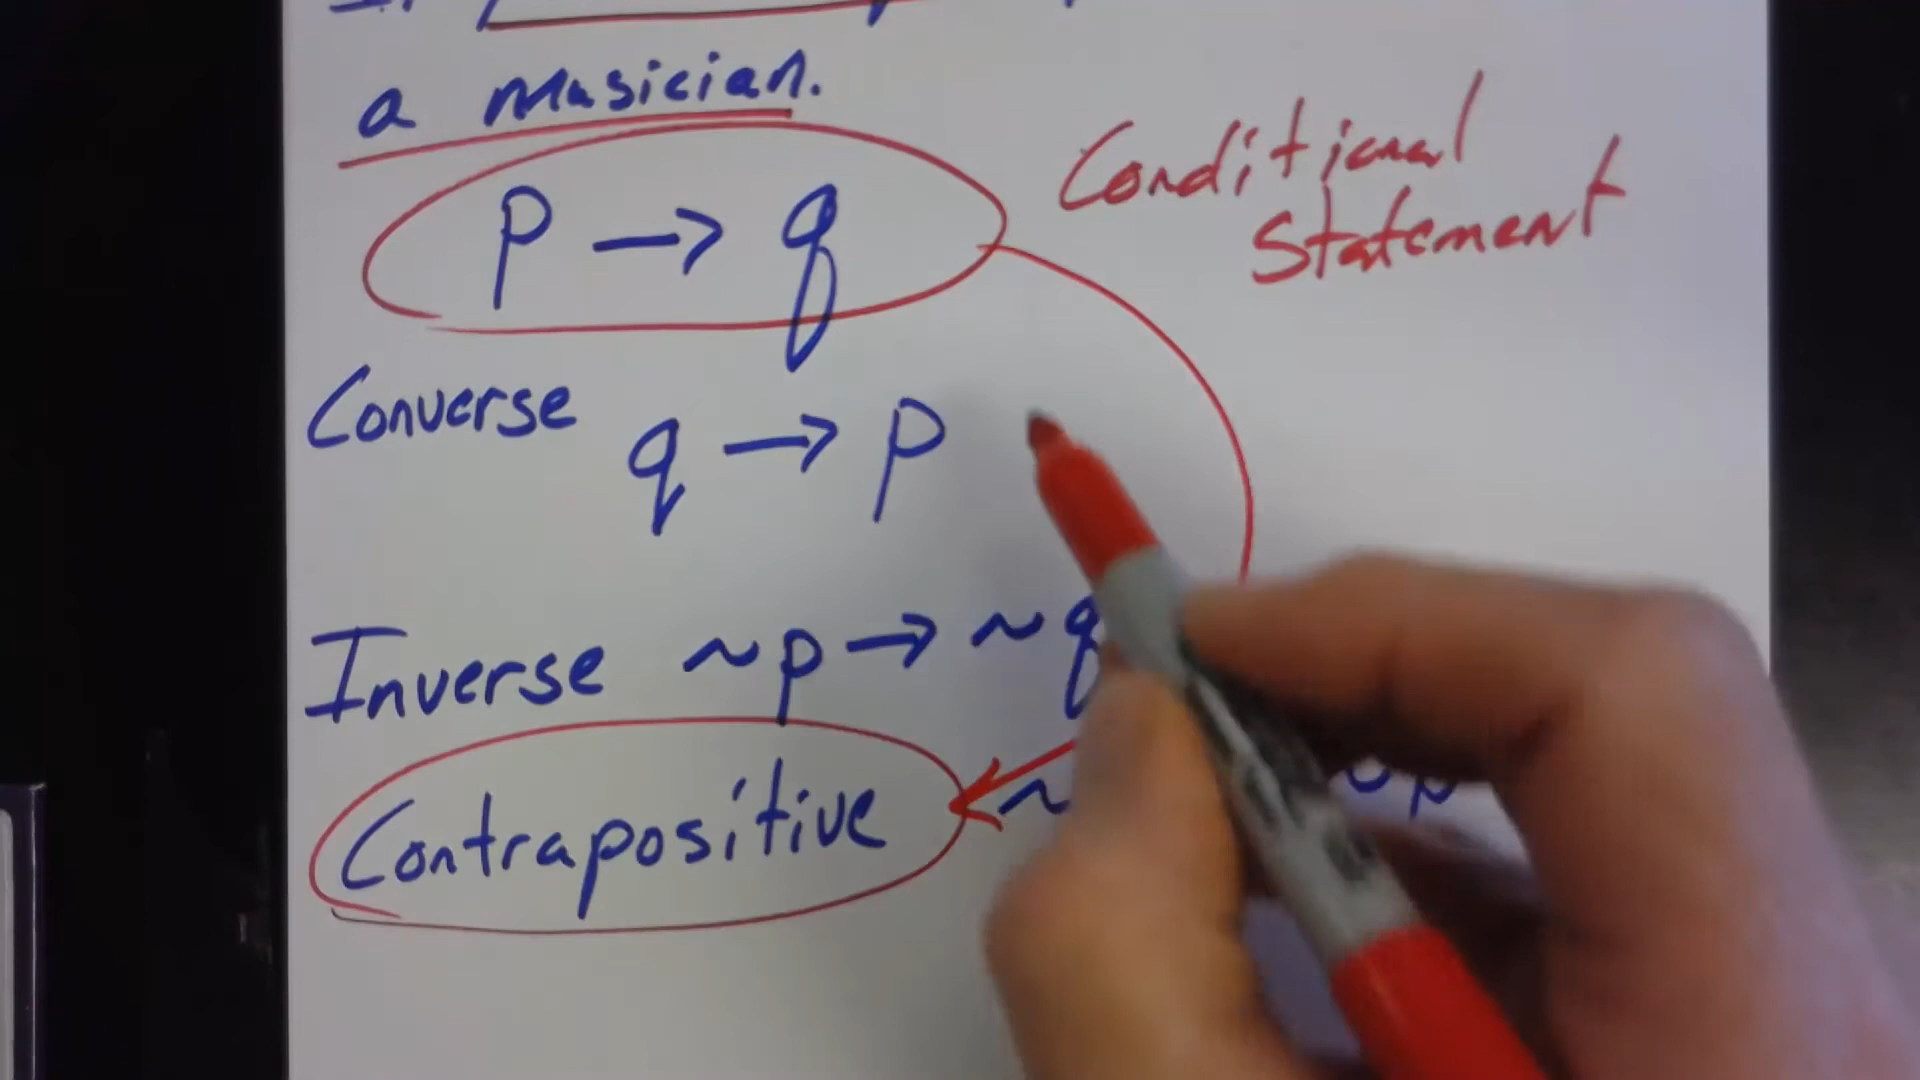 a musician.
P → q
Conditional
Statement
Converse
q → p
Inverse ~p → ~q
Contrapositive ~ ~p